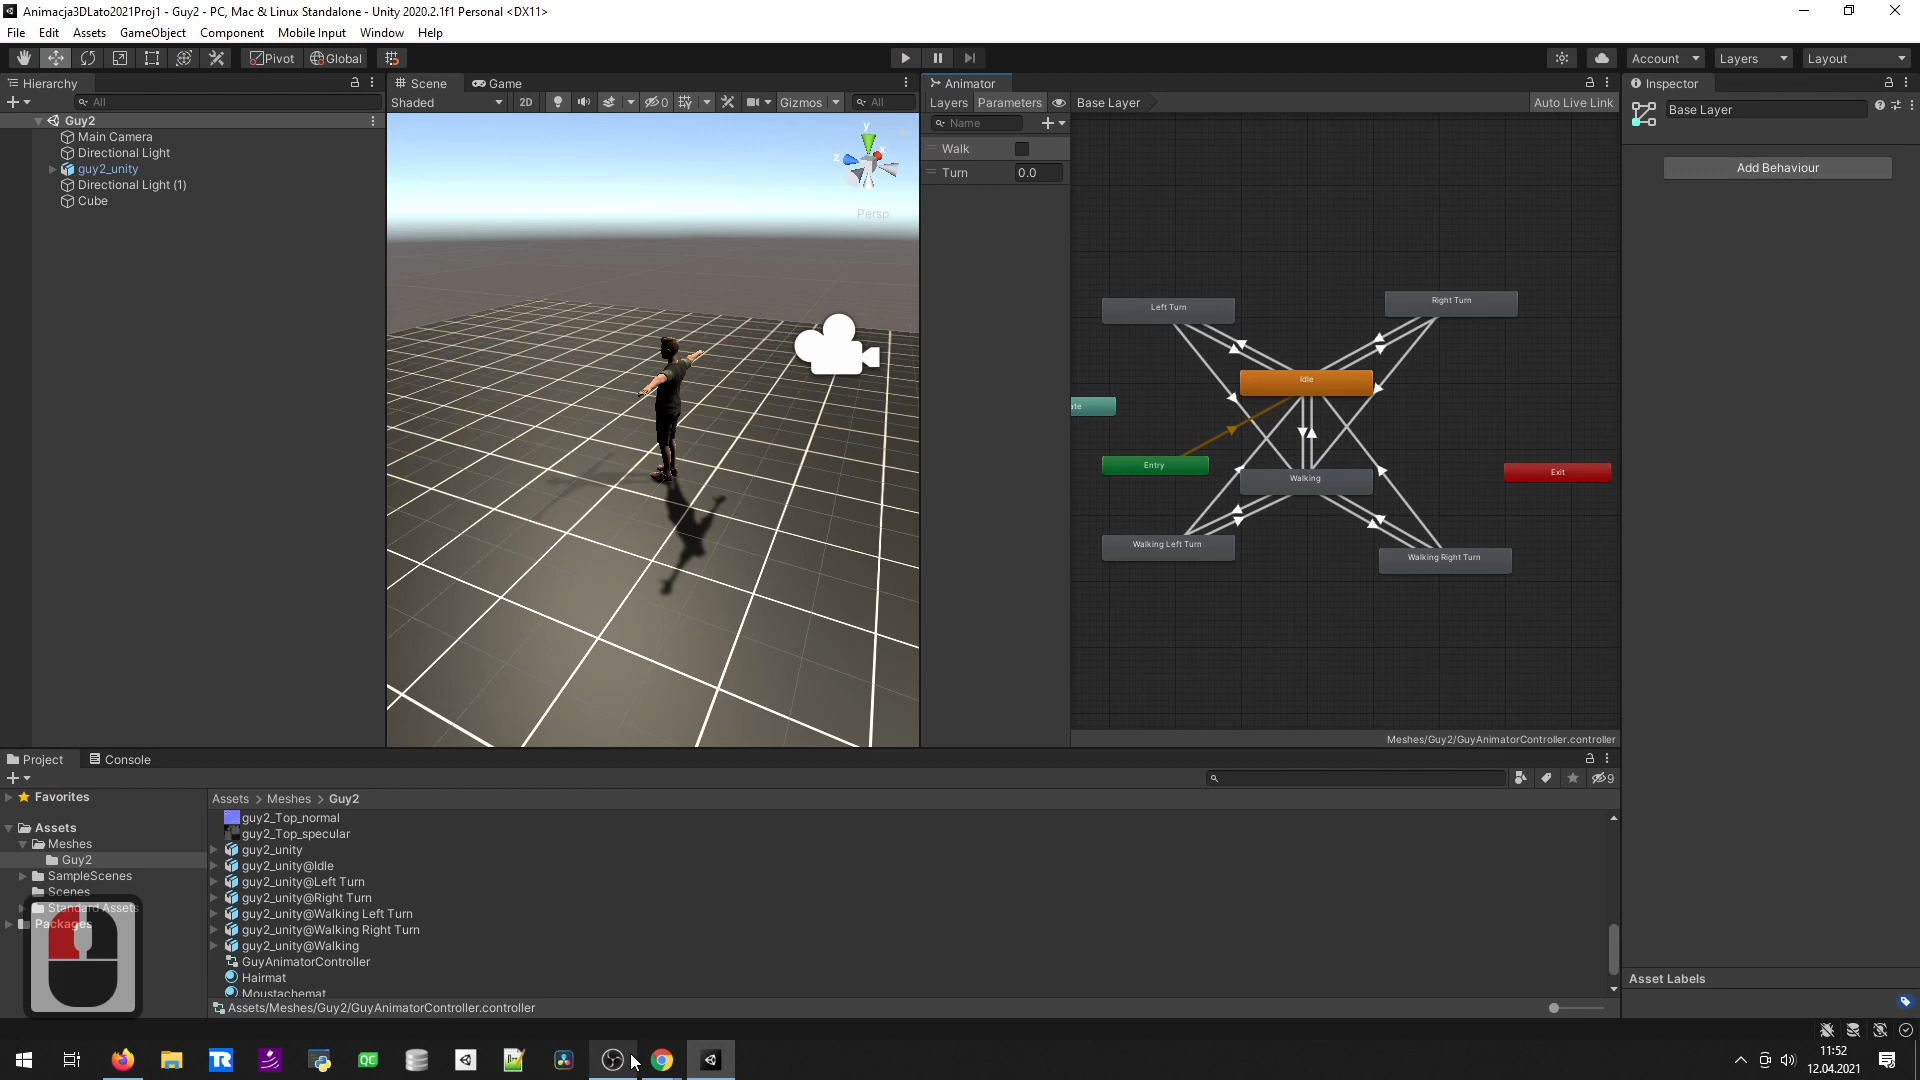 Animacja3DLato2021Proj1 - Guy2 - PC, Mac & Linux Standalone - Unity 2020.2.1f1 Personal <DX11>
File Edit Assets GameObject Component Mobile Input Window Help
Pivot Global Account Layers Layout
Hierarchy
All
Guy2
Main Camera
Directional Light
guy2_unity
Directional Light (1)
Cube
Scene Game
Shaded 2D 0 Gizmos All
y
x
z
Persp
Animator
Layers Parameters Base Layer Auto Live Link
Name
Walk
Turn 0.0
Left Turn
Right Turn
Idle
ate
Entry
Walking
Exit
Walking Left Turn
Walking Right Turn
Meshes/Guy2/GuyAnimatorController.controller
Inspector
Base Layer
Add Behaviour
Asset Labels
Project Console
9
Favorites
Assets
Meshes
Guy2
SampleScenes
Scenes
Standard Assets
Packages
Assets > Meshes > Guy2
guy2_Top_normal
guy2_Top_specular
guy2_unity
guy2_unity@Idle
guy2_unity@Left Turn
guy2_unity@Right Turn
guy2_unity@Walking Left Turn
guy2_unity@Walking Right Turn
guy2_unity@Walking
GuyAnimatorController
Hairmat
Moustachemat
Assets/Meshes/Guy2/GuyAnimatorController.controller
TR
QC
11:52
12.04.2021